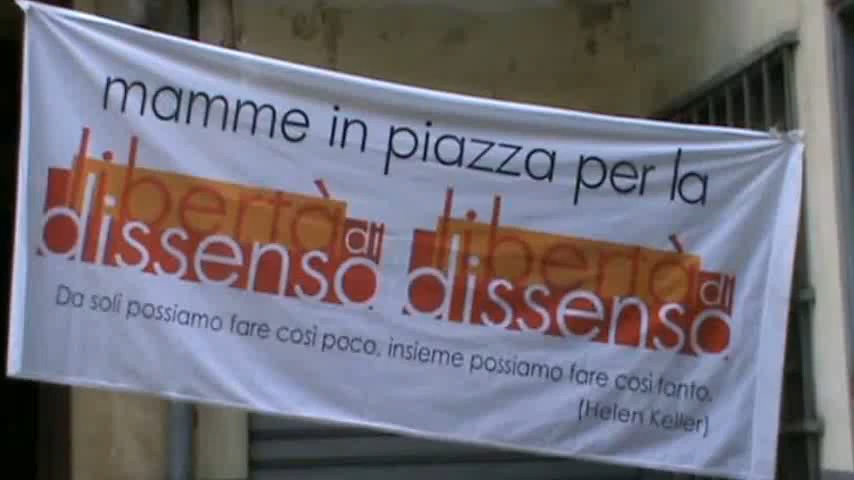 mamme in piazza per la
libertà di dissenso libertà di dissenso
Da soli possiamo fare così poco, insieme possiamo fare così tanto.
(Helen Keller)